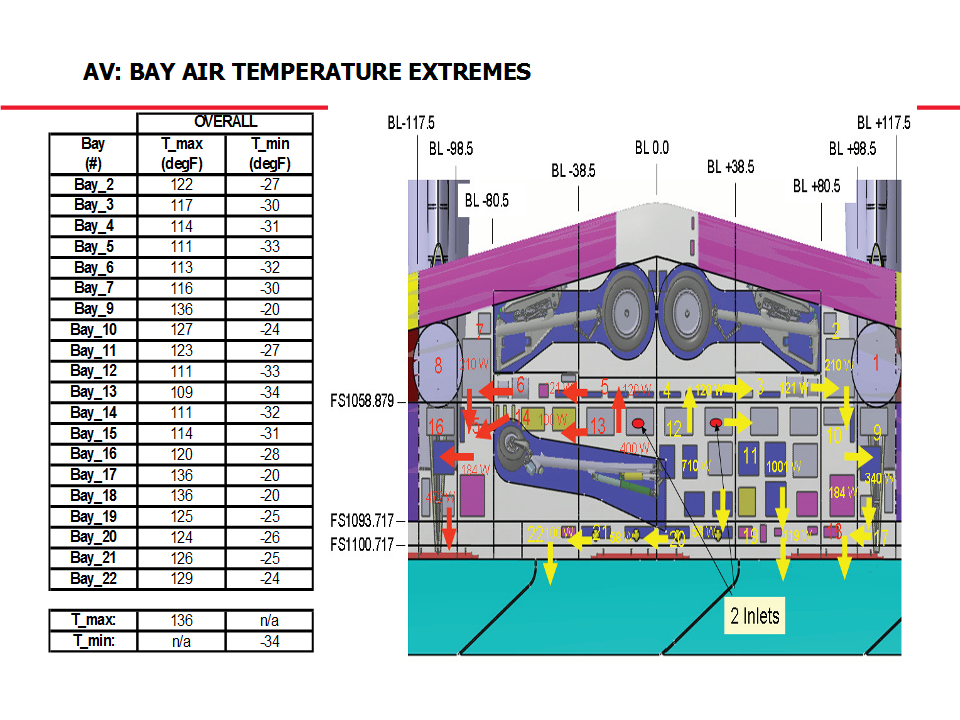 AV: BAY AIR TEMPERATURE EXTREMES
OVERALL
Bay T_max T_min
(#) (degF) (degF)
Bay_2 122 -27
Bay_3 117 -30
Bay_4 114 -31
Bay_5 111 -33
Bay_6 113 -32
Bay_7 116 -30
Bay_9 136 -20
Bay_10 127 -24
Bay_11 123 -27
Bay_12 111 -33
Bay_13 109 -34
Bay_14 111 -32
Bay_15 114 -31
Bay_16 120 -28
Bay_17 136 -20
Bay_18 136 -20
Bay_19 125 -25
Bay_20 124 -26
Bay_21 126 -25
Bay_22 129 -24
T_max: 136 n/a
T_min: n/a -34
BL-117.5 BL +117.5
BL -98.5 BL 0.0 BL +98.5
BL -38.5 BL +38.5
BL -80.5 BL +80.5
7 2
8 210 W 210 W 1
6 21 W 5 120 W 4 120 W 3 121 W
FS1058.879
16 14 100 W 13 12 10 9
400 W
184 W 710 W 11 1001 W 340 W
184 W
FS1093.717
22 21 20 19 18 17
FS1100.717
2 Inlets